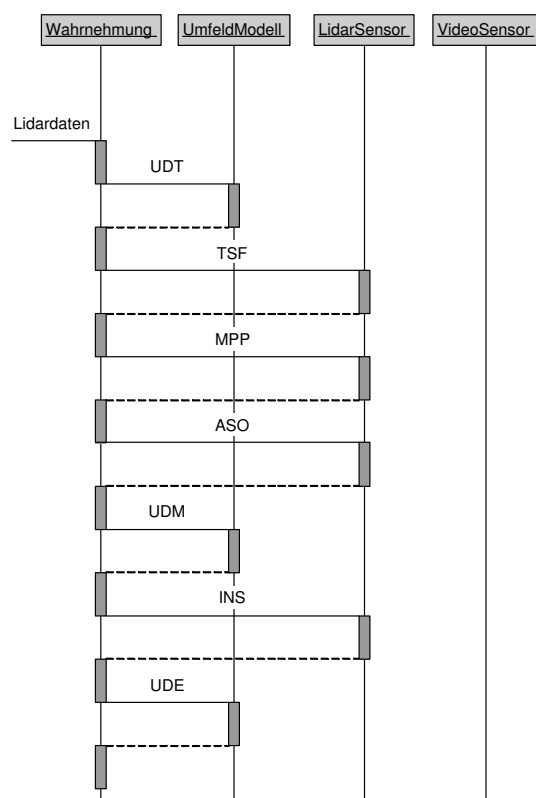 Wahrnehmung
UmfeldModell
LidarSensor
VideoSensor
Lidardaten
UDT
TSF
MPP
ASO
UDM
INS
UDE